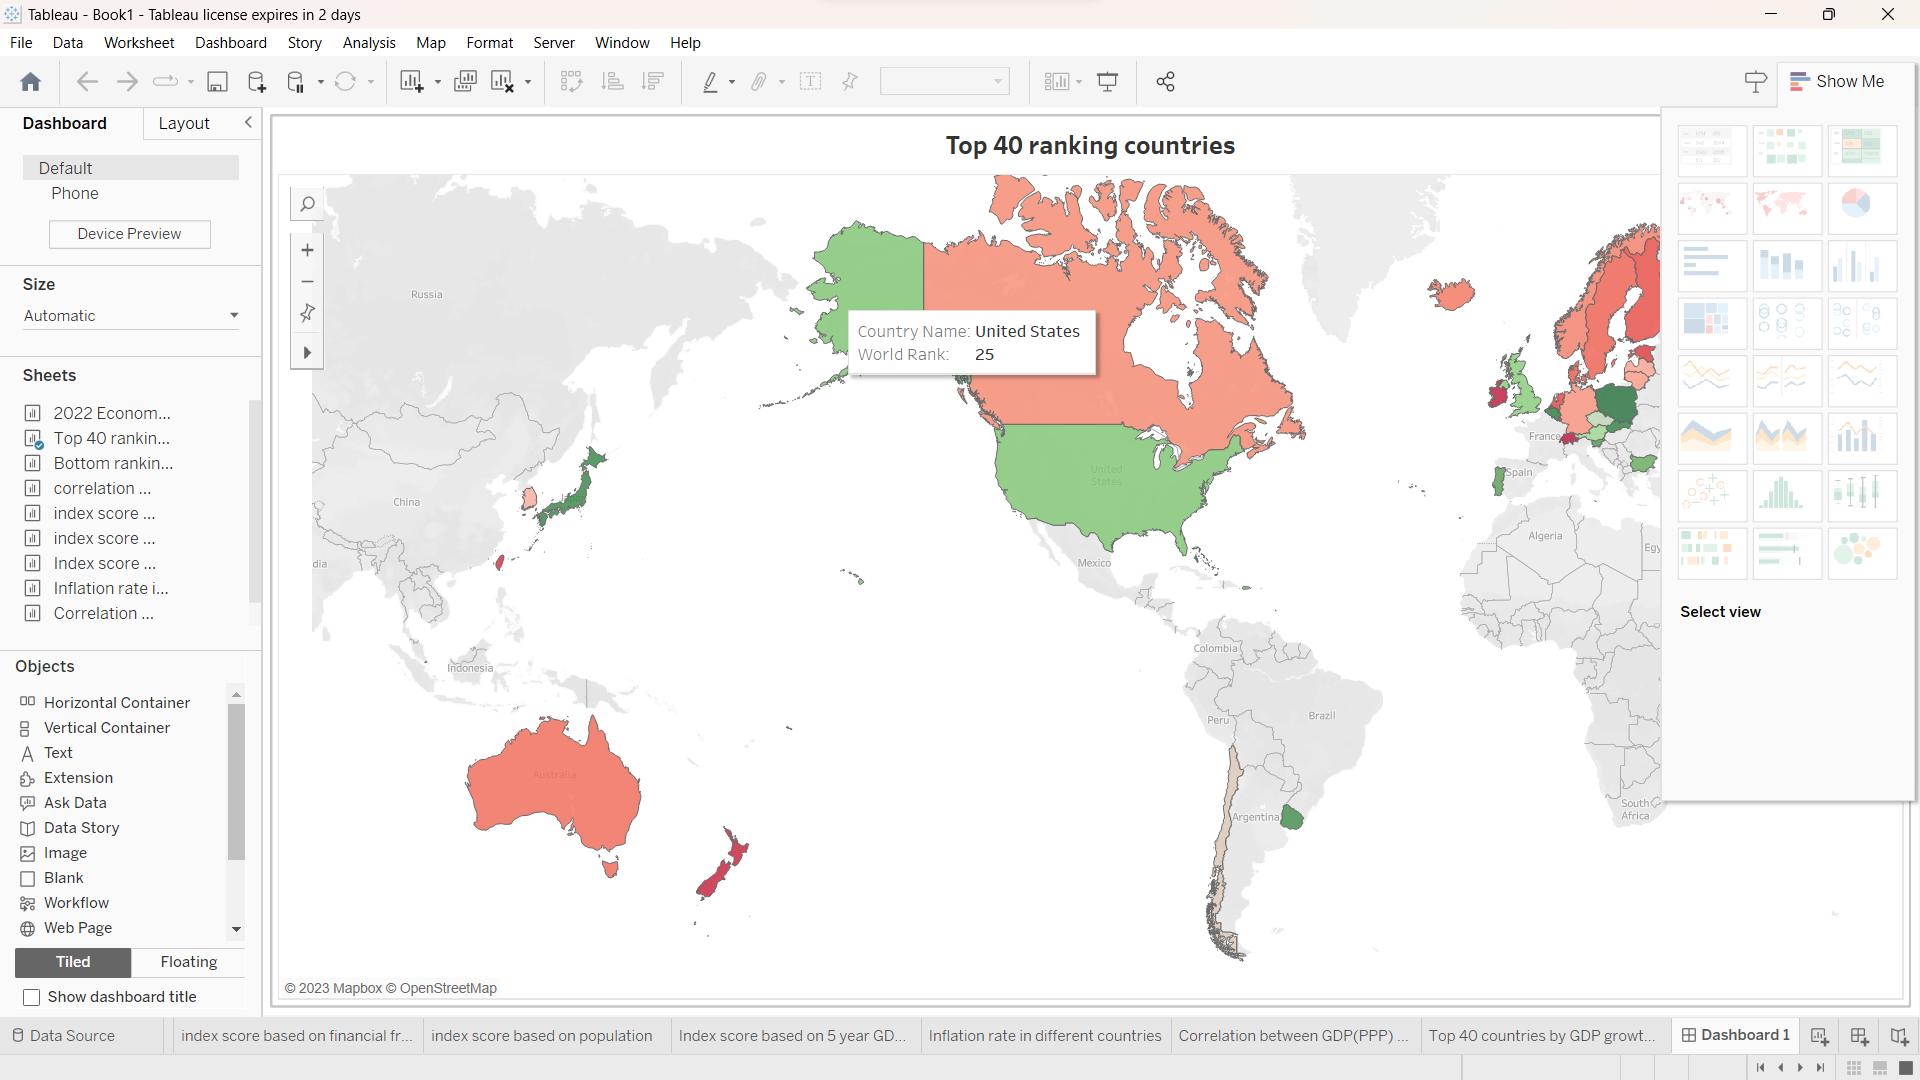 Tableau - Book1 - Tableau license expires in 2 days
File Data Worksheet Dashboard Story Analysis Map Format Server Window Help
Show Me
Dashboard Layout
Default
Phone
Device Preview
Size
Automatic
Sheets
2022 Econom...
Top 40 rankin...
Bottom rankin...
correlation ...
index score ...
index score ...
Index score ...
Inflation rate i...
Correlation ...
Objects
Horizontal Container
Vertical Container
Text
Extension
Ask Data
Data Story
Image
Blank
Workflow
Web Page
Tiled Floating
Show dashboard title
Top 40 ranking countries
Russia
Country Name: United States
World Rank: 25
France
United
States
Spain
China
Algeria
Egy
Mexico
dia
Colombia
Indonesia
Peru
Brazil
Australia
South
Africa
Argentina
© 2023 Mapbox © OpenStreetMap
Select view
Data Source
index score based on financial fr...
index score based on population
Index score based on 5 year GD...
Inflation rate in different countries
Correlation between GDP(PPP) ...
Top 40 countries by GDP growt...
Dashboard 1